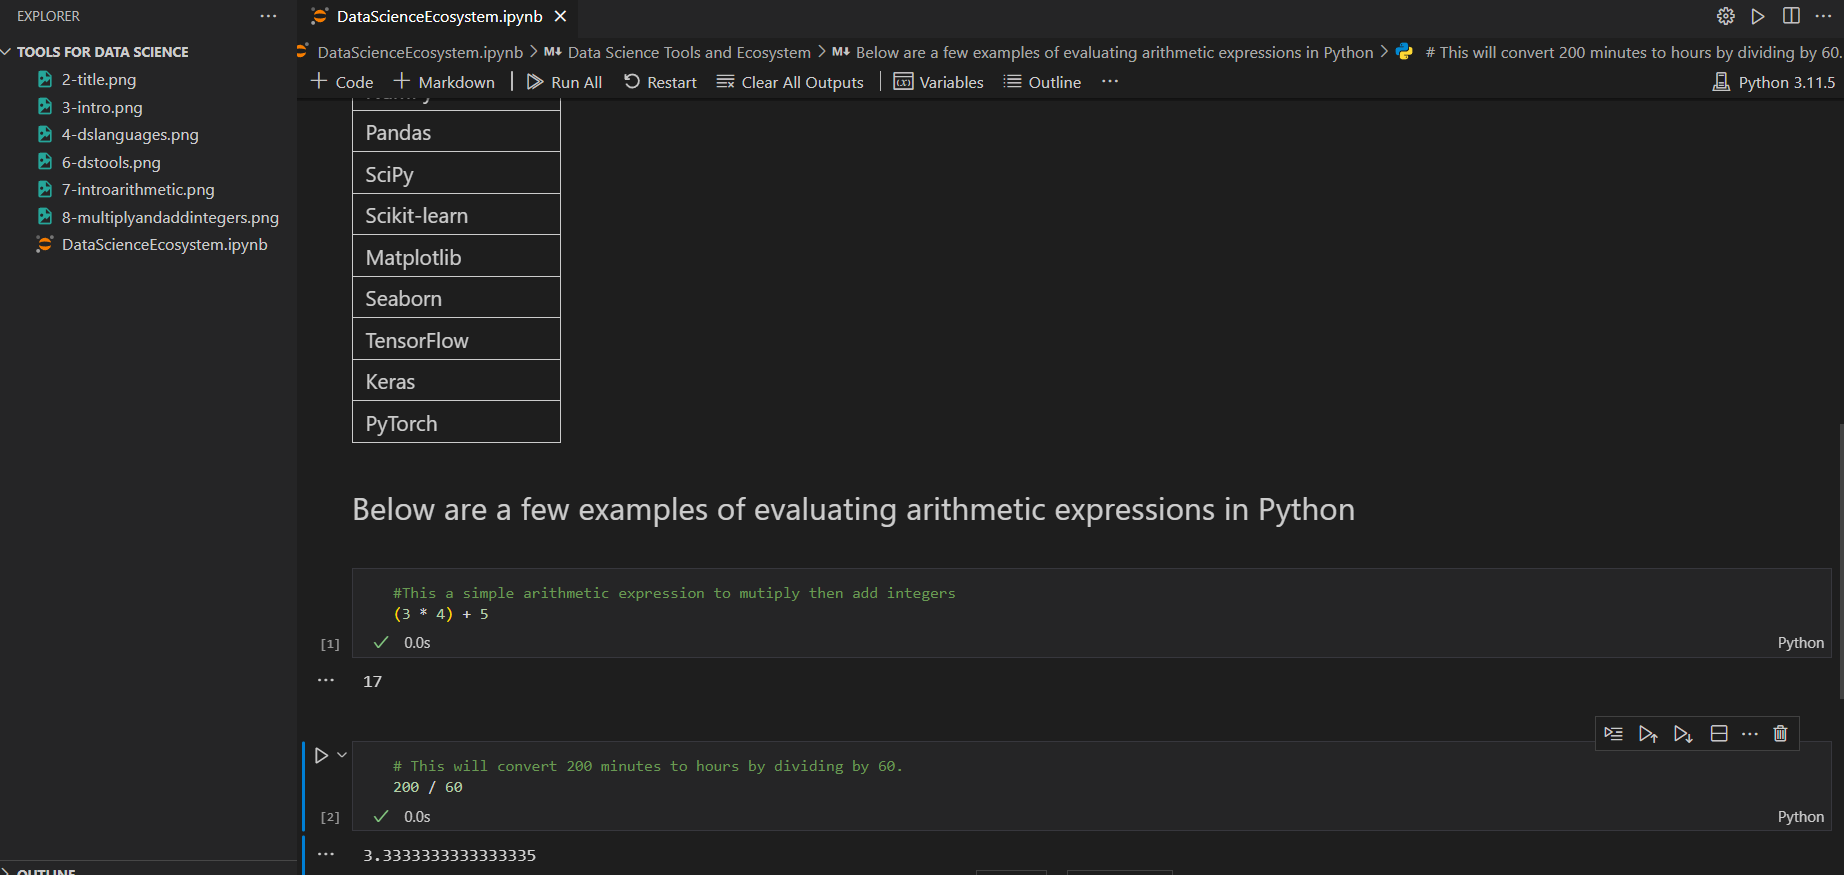 EXPLORER
TOOLS FOR DATA SCIENCE
2-title.png
3-intro.png
4-dslanguages.png
6-dstools.png
7-introarithmetic.png
8-multiplyandaddintegers.png
DataScienceEcosystem.ipynb
OUTLINE
DataScienceEcosystem.ipynb
DataScienceEcosystem.ipynb > M↓ Data Science Tools and Ecosystem > M↓ Below are a few examples of evaluating arithmetic expressions in Python > # This will convert 200 minutes to hours by dividing by 60.
+ Code + Markdown | Run All Restart Clear All Outputs | Variables Outline ··· Python 3.11.5
Pandas
SciPy
Scikit-learn
Matplotlib
Seaborn
TensorFlow
Keras
PyTorch
Below are a few examples of evaluating arithmetic expressions in Python
#This a simple arithmetic expression to mutiply then add integers
(3 * 4) + 5
[1] 0.0s Python
17
# This will convert 200 minutes to hours by dividing by 60.
200 / 60
[2] 0.0s Python
3.3333333333333335